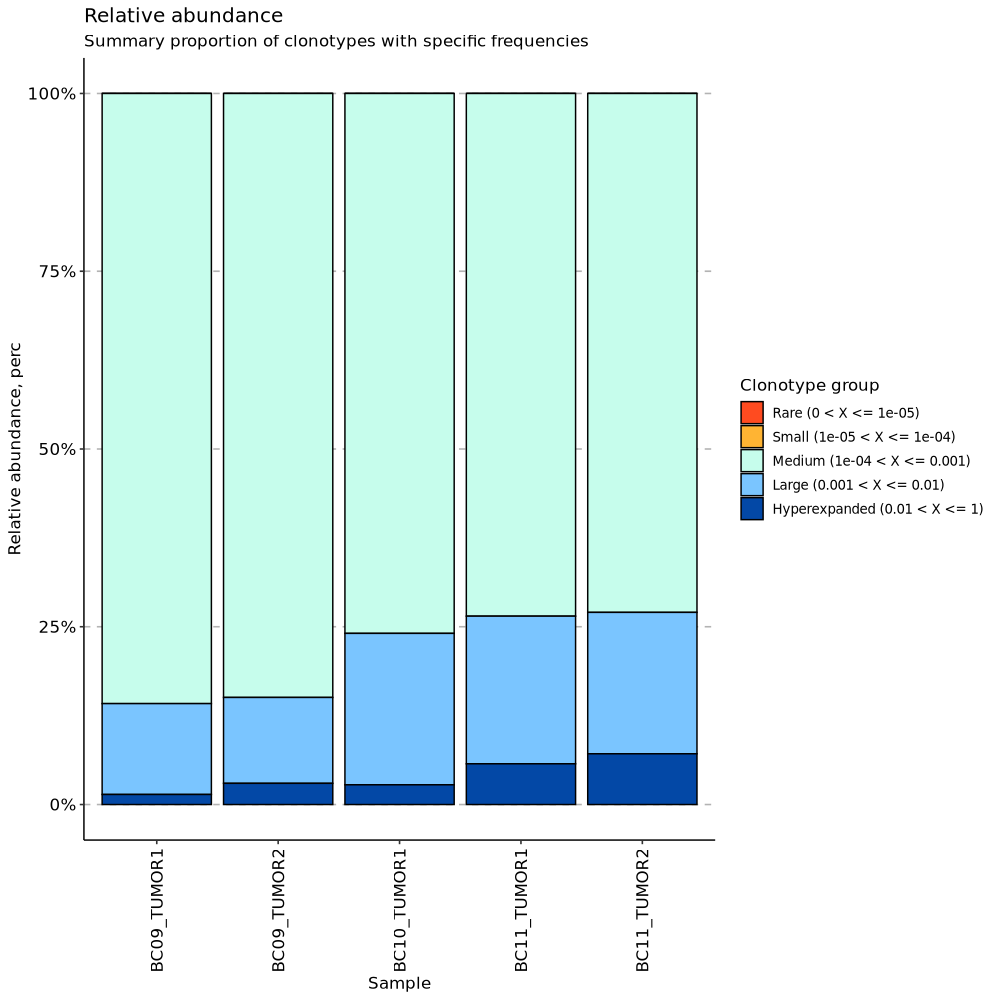 Relative abundance
Summary proportion of clonotypes with specific frequencies
Relative abundance, perc
100%
75%
50%
25%
0%
BC09_TUMOR1
BC09_TUMOR2
BC10_TUMOR1
BC11_TUMOR1
BC11_TUMOR2
Sample
Clonotype group
Rare (0 < X <= 1e-05)
Small (1e-05 < X <= 1e-04)
Medium (1e-04 < X <= 0.001)
Large (0.001 < X <= 0.01)
Hyperexpanded (0.01 < X <= 1)